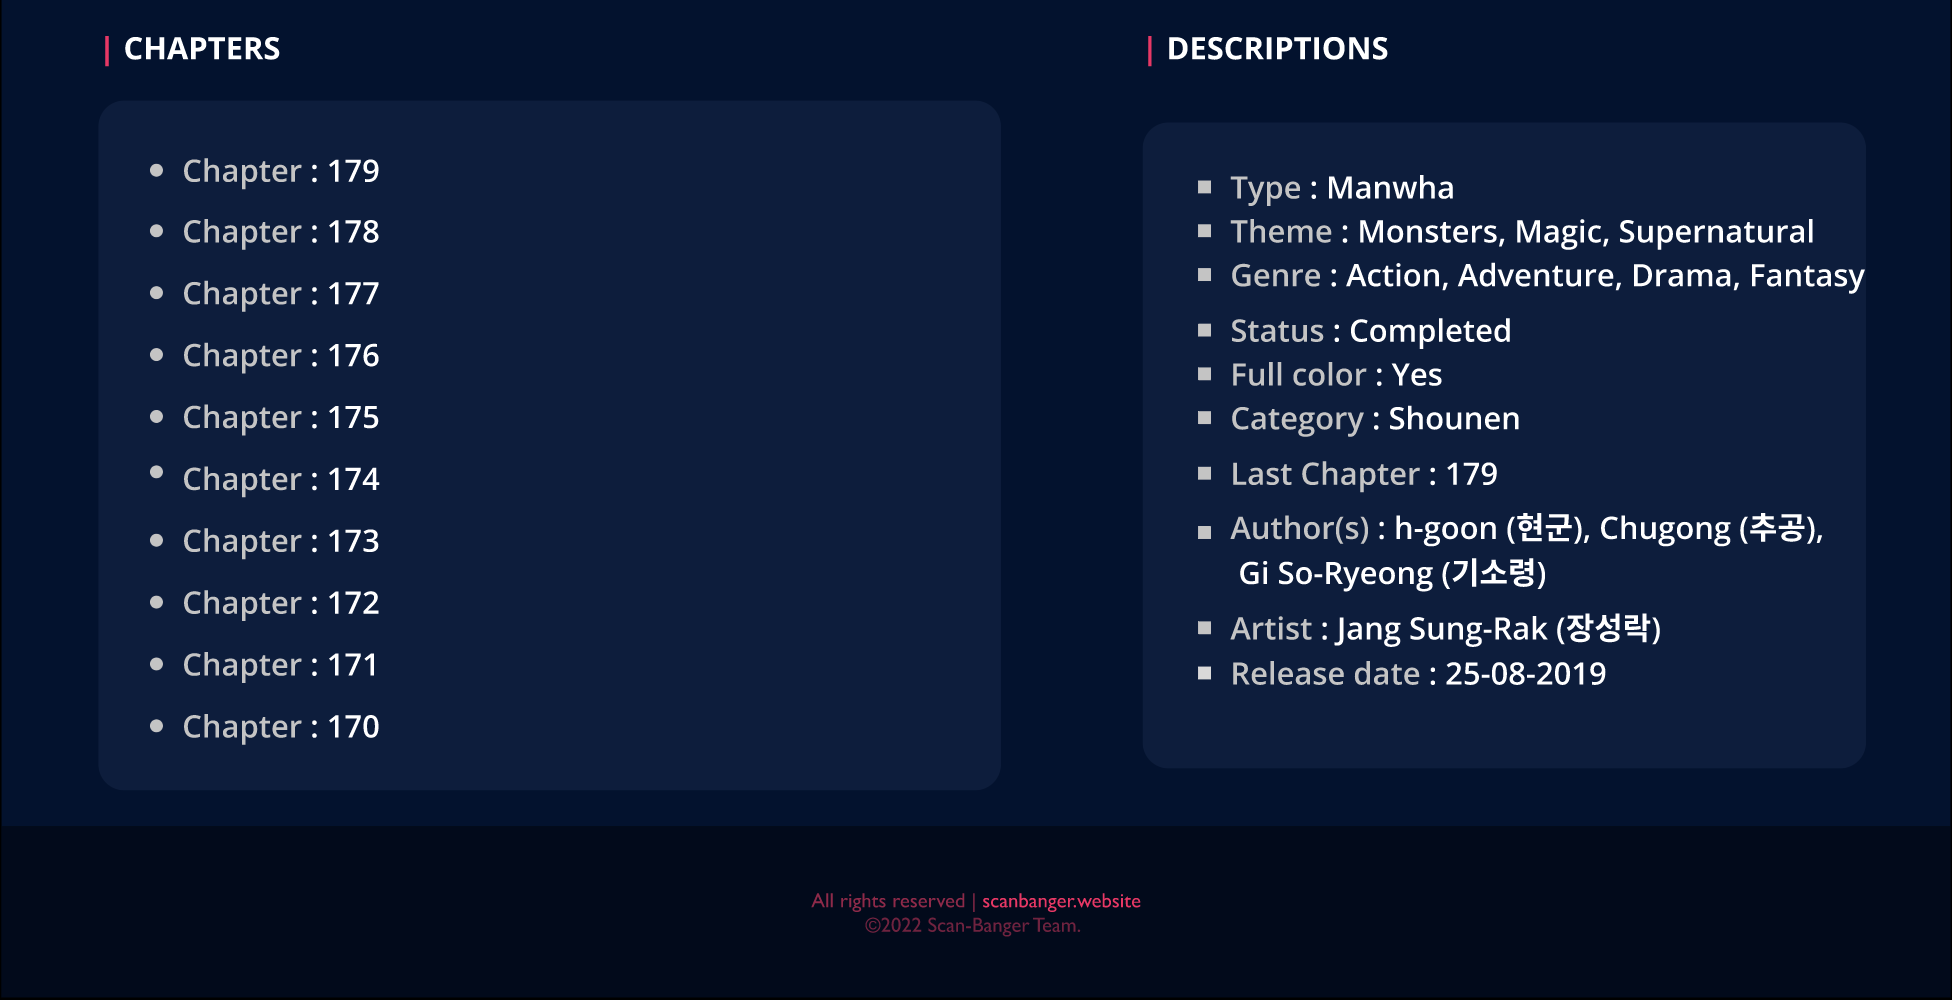 CHAPTERS
Chapter : 179
Chapter : 178
Chapter : 177
Chapter : 176
Chapter : 175
Chapter : 174
Chapter : 173
Chapter : 172
Chapter : 171
Chapter : 170
DESCRIPTIONS
Type : Manwha
Theme : Monsters, Magic, Supernatural
Genre : Action, Adventure, Drama, Fantasy
Status : Completed
Full color : Yes
Category : Shounen
Last Chapter : 179
Author(s) : h-goon (현군), Chugong (추공),
Gi So-Ryeong (기소령)
Artist : Jang Sung-Rak (장성락)
Release date : 25-08-2019
All rights reserved | scanbanger.website
©2022 Scan-Banger Team.